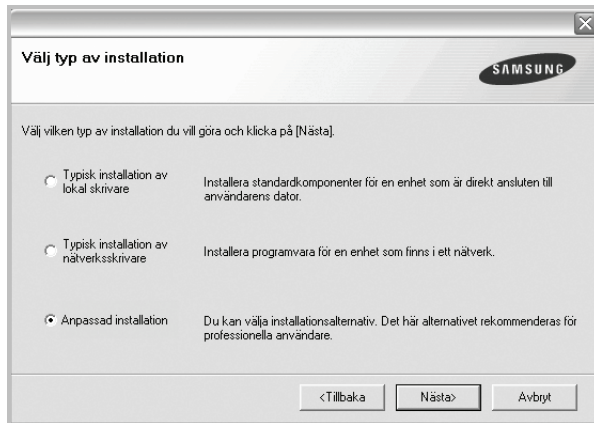 Välj typ av installation
SAMSUNG
Välj vilken typ av installation du vill göra och klicka på [Nästa].
Typisk installation av
lokal skrivare
Installera standardkomponenter för en enhet som är direkt ansluten till
användarens dator.
Typisk installation av
nätverksskrivare
Installera programvara för en enhet som finns i ett nätverk.
Anpassad installation
Du kan välja installationsalternativ. Det här alternativet rekommenderas för
professionella användare.
<Tillbaka
Nästa>
Avbryt